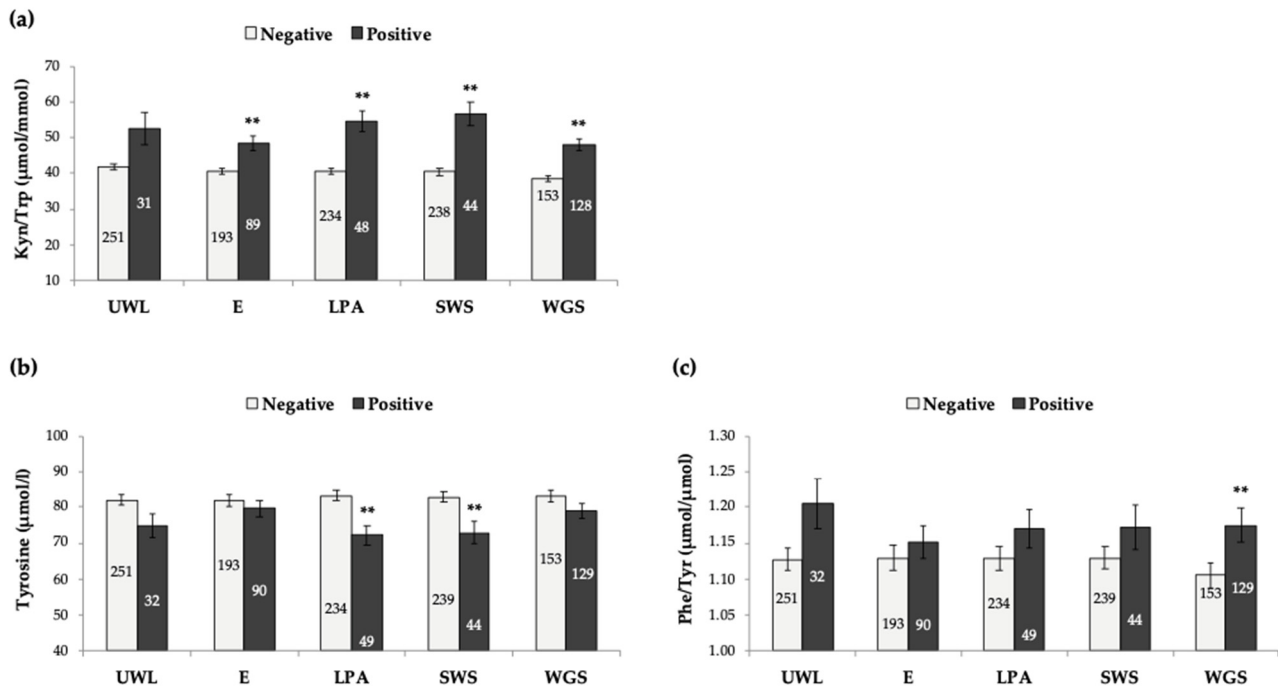 (a)
Negative Positive
Kyn/Trp (μmol/mmol)
70
60
50
40
30
20
10
** ** ** **
251 31 193 89 234 48 238 44 153 128
UWL E LPA SWS WGS
(b)
Negative Positive
Tyrosine (μmol/l)
100
90
80
70
60
50
40
** **
251 32 193 90 234 49 239 44 153 129
UWL E LPA SWS WGS
(c)
Negative Positive
Phe/Tyr (μmol/μmol)
1.30
1.25
1.20
1.15
1.10
1.05
1.00
**
251 32 193 90 234 49 239 44 153 129
UWL E LPA SWS WGS